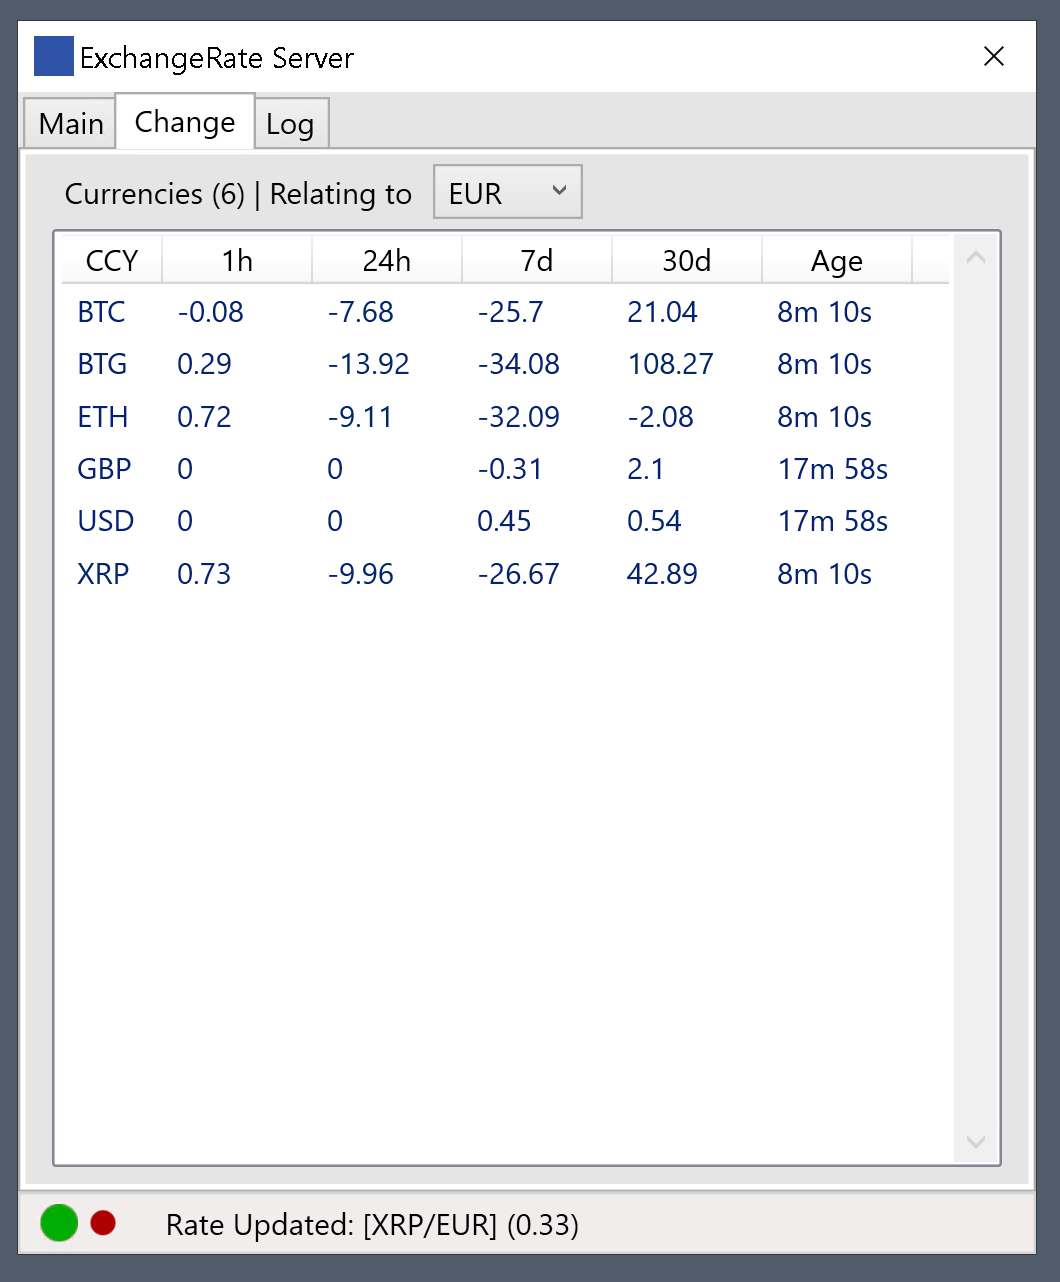 ExchangeRate Server
Main Change Log
Currencies (6) | Relating to EUR
CCY 1h 24h 7d 30d Age
BTC -0.08 -7.68 -25.7 21.04 8m 10s
BTG 0.29 -13.92 -34.08 108.27 8m 10s
ETH 0.72 -9.11 -32.09 -2.08 8m 10s
GBP 0 0 -0.31 2.1 17m 58s
USD 0 0 0.45 0.54 17m 58s
XRP 0.73 -9.96 -26.67 42.89 8m 10s
Rate Updated: [XRP/EUR] (0.33)